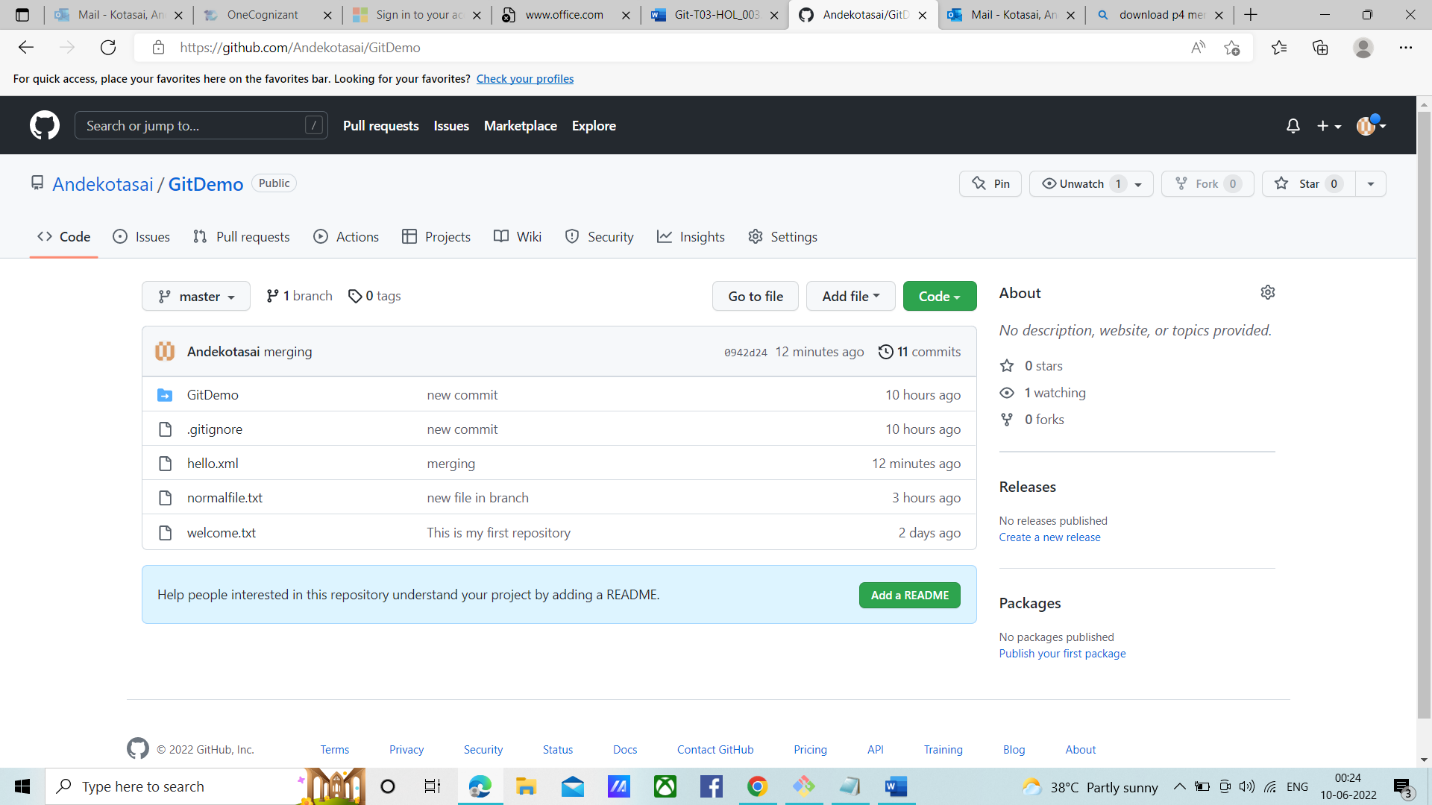 Mail - Kotasai, An
OneCognizant
Sign in to your ac
www.office.com
Git-T03-HOL_003
Andekotasai/GitD
Mail - Kotasai, An
download p4 me
https://github.com/Andekotasai/GitDemo
For quick access, place your favorites here on the favorites bar. Looking for your favorites? Check your profiles
Search or jump to... /
Pull requests Issues Marketplace Explore
Andekotasai / GitDemo Public
Pin
Unwatch 1
Fork 0
Star 0
Code Issues Pull requests Actions Projects Wiki Security Insights Settings
master 1 branch 0 tags
Go to file Add file Code
Andekotasai merging 0942d24 12 minutes ago 11 commits
GitDemo new commit 10 hours ago
.gitignore new commit 10 hours ago
hello.xml merging 12 minutes ago
normalfile.txt new file in branch 3 hours ago
welcome.txt This is my first repository 2 days ago
Help people interested in this repository understand your project by adding a README. Add a README
About
No description, website, or topics provided.
0 stars
1 watching
0 forks
Releases
No releases published
Create a new release
Packages
No packages published
Publish your first package
© 2022 GitHub, Inc. Terms Privacy Security Status Docs Contact GitHub Pricing API Training Blog About
Type here to search
38°C Partly sunny
ENG
00:24
10-06-2022
3